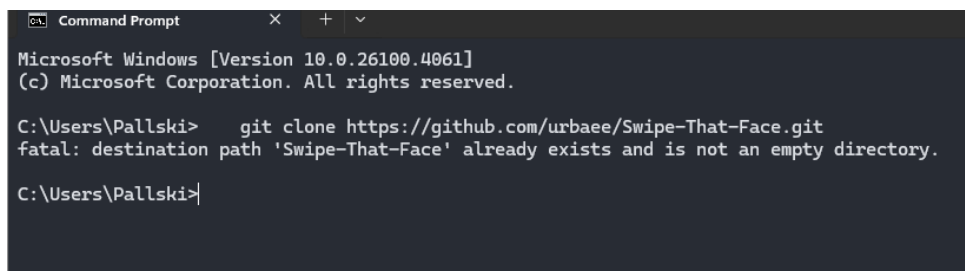 Command Prompt
Microsoft Windows [Version 10.0.26100.4061]
(c) Microsoft Corporation. All rights reserved.
C:\Users\Pallski>    git clone https://github.com/urbaee/Swipe-That-Face.git
fatal: destination path 'Swipe-That-Face' already exists and is not an empty directory.
C:\Users\Pallski>